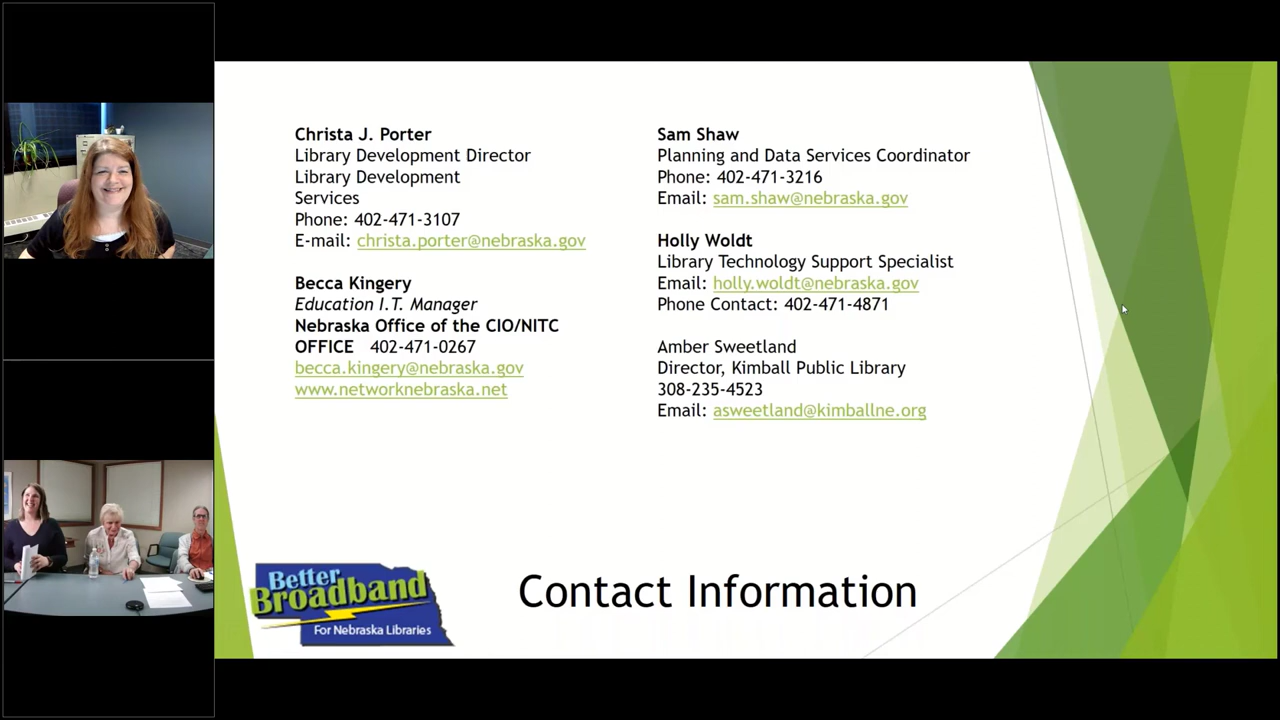 Christa J. Porter
Library Development Director
Library Development
Services
Phone: 402-471-3107
E-mail: christa.porter@nebraska.gov
Becca Kingery
Education I.T. Manager
Nebraska Office of the CIO/NITC
OFFICE 402-471-0267
becca.kingery@nebraska.gov
www.networknebraska.net
Sam Shaw
Planning and Data Services Coordinator
Phone: 402-471-3216
Email: sam.shaw@nebraska.gov
Holly Woldt
Library Technology Support Specialist
Email: holly.woldt@nebraska.gov
Phone Contact: 402-471-4871
Amber Sweetland
Director, Kimball Public Library
308-235-4523
Email: asweetland@kimballne.org
Better
Broadband
For Nebraska Libraries
Contact Information